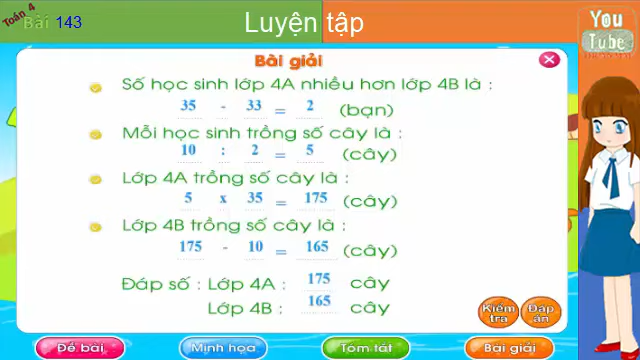 Toán 4
Bài 143
Luyện tập
You
Tube
Bài giải
Số học sinh lớp 4A nhiều hơn lớp 4B là :
35 - 33 = 2 (bạn)
Mỗi học sinh trồng số cây là :
10 : 2 = 5 (cây)
Lớp 4A trồng số cây là :
5 x 35 = 175 (cây)
Lớp 4B trồng số cây là :
175 - 10 = 165 (cây)
Đáp số : Lớp 4A : 175 cây
Lớp 4B : 165 cây
Kiểm tra
Đáp án
Đề bài
Minh họa
Tóm tắt
Bài giải